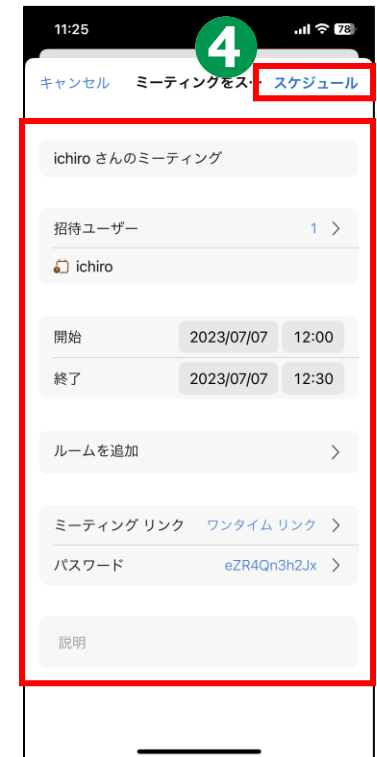 11:25 78
4
キャンセル ミーティングをス… スケジュール
ichiro さんのミーティング
招待ユーザー 1
ichiro
開始 2023/07/07 12:00
終了 2023/07/07 12:30
ルームを追加
ミーティング リンク ワンタイム リンク
パスワード eZR4Qn3h2Jx
説明